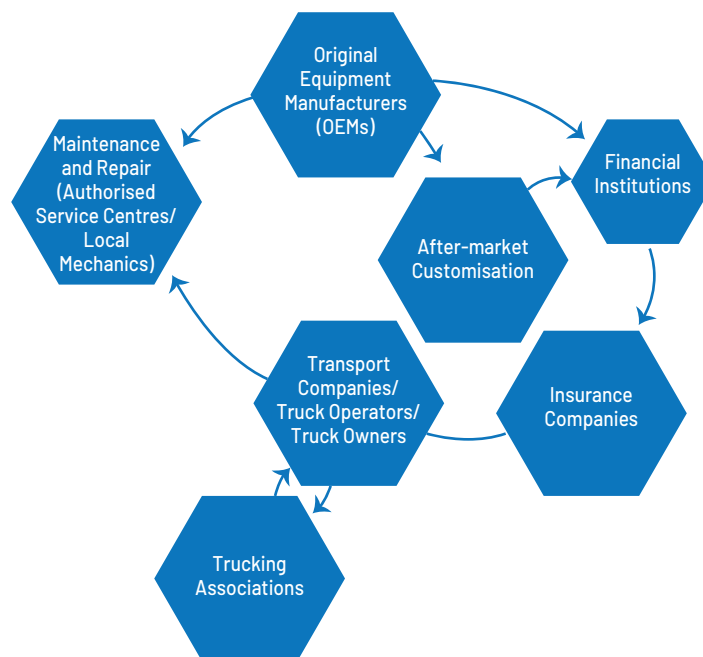 Original
Equipment
Manufacturers
(OEMs)
Maintenance
and Repair
(Authorised
Service Centres/
Local
Mechanics)
Financial
Institutions
After-market
Customisation
Transport
Companies/
Truck Operators/
Truck Owners
Insurance
Companies
Trucking
Associations